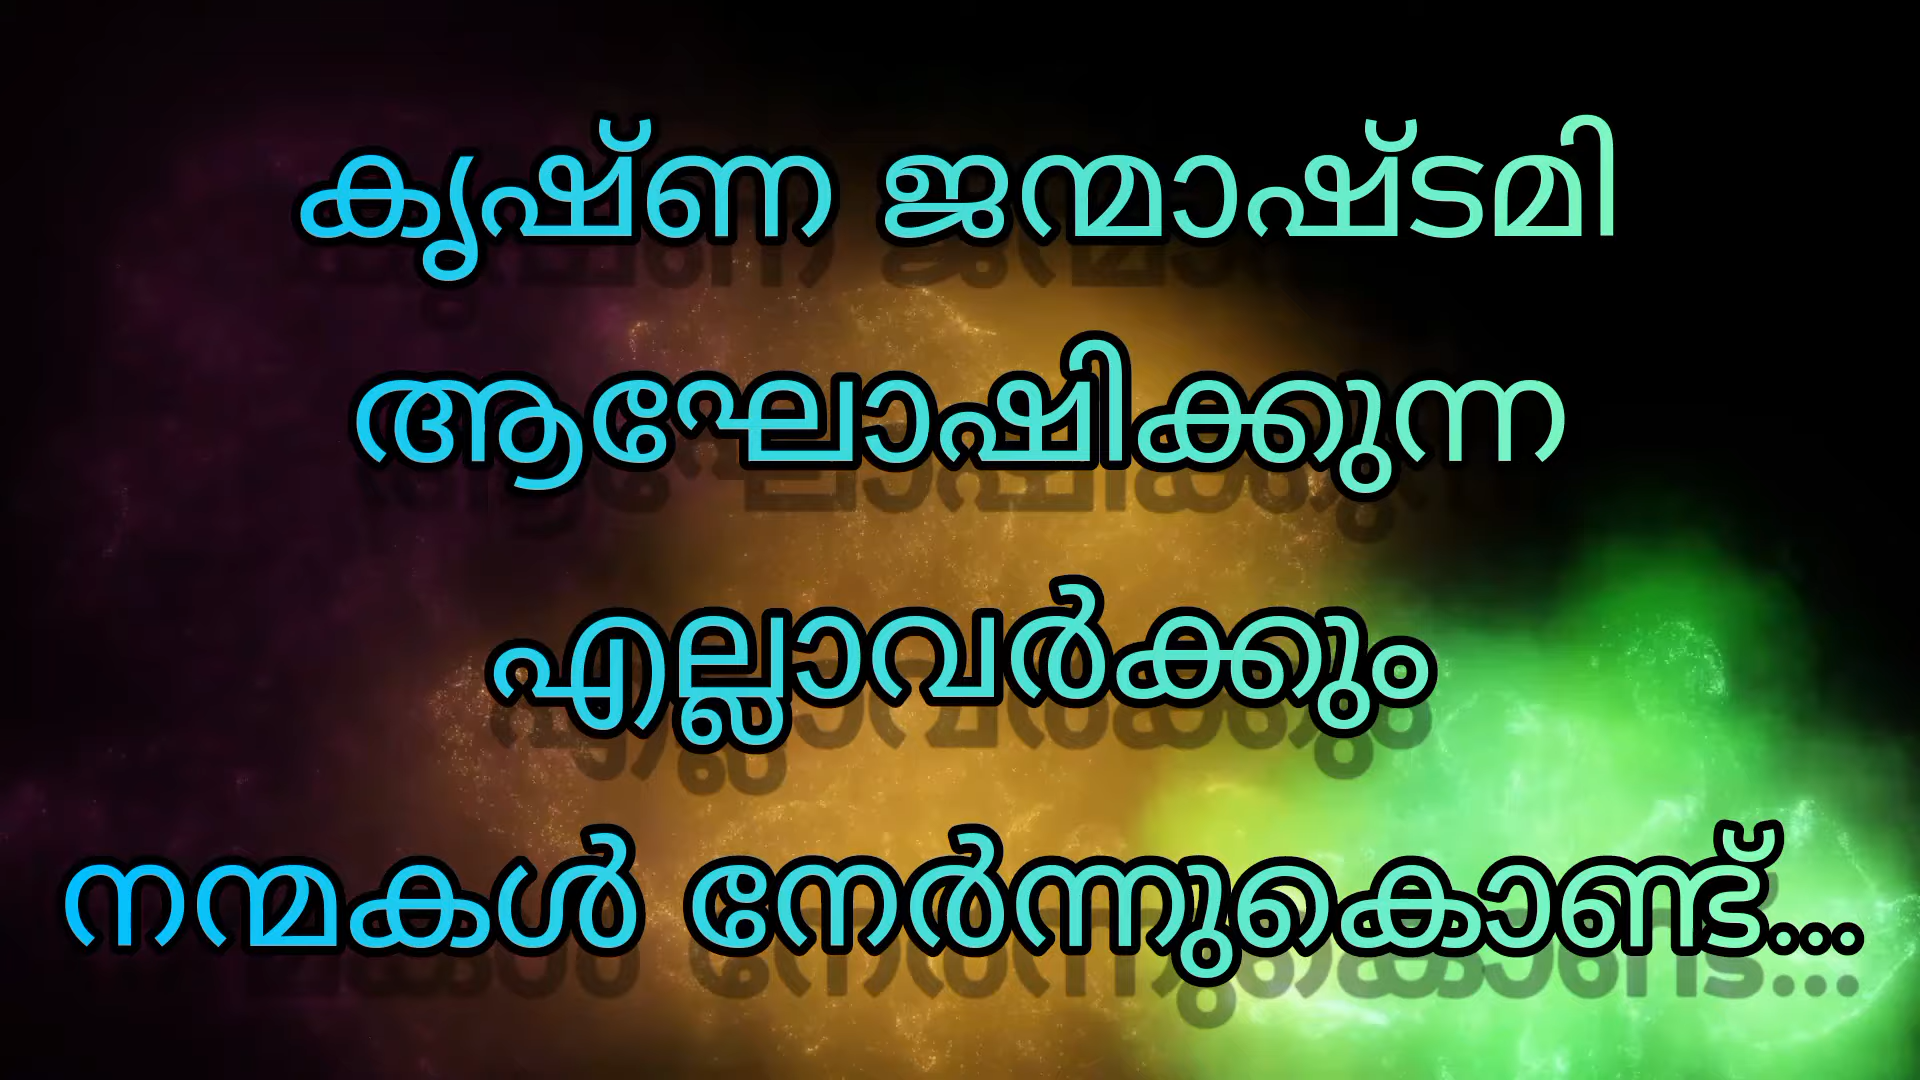 കൃഷ്ണ ജന്മാഷ്ടമി
ആഘോഷിക്കുന്ന
എല്ലാവർക്കും
നന്മകൾ നേർന്നുകൊണ്ട്...